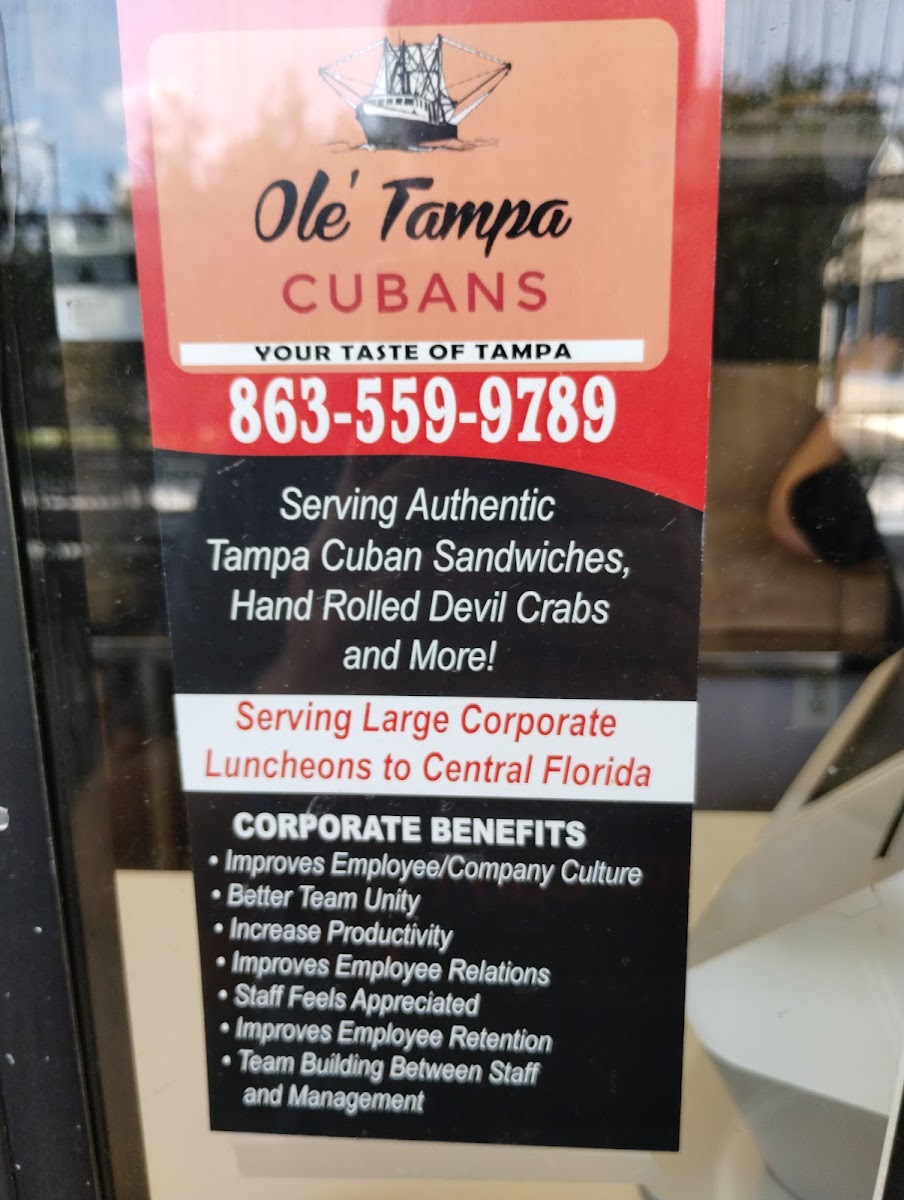 Ole' Tampa
CUBANS
YOUR TASTE OF TAMPA
863-559-9789
Serving Authentic
Tampa Cuban Sandwiches,
Hand Rolled Devil Crabs
and More!
Serving Large Corporate
Luncheons to Central Florida
CORPORATE BENEFITS
• Improves Employee/Company Culture
• Better Team Unity
• Increase Productivity
• Improves Employee Relations
• Staff Feels Appreciated
• Improves Employee Retention
• Team Building Between Staff
and Management